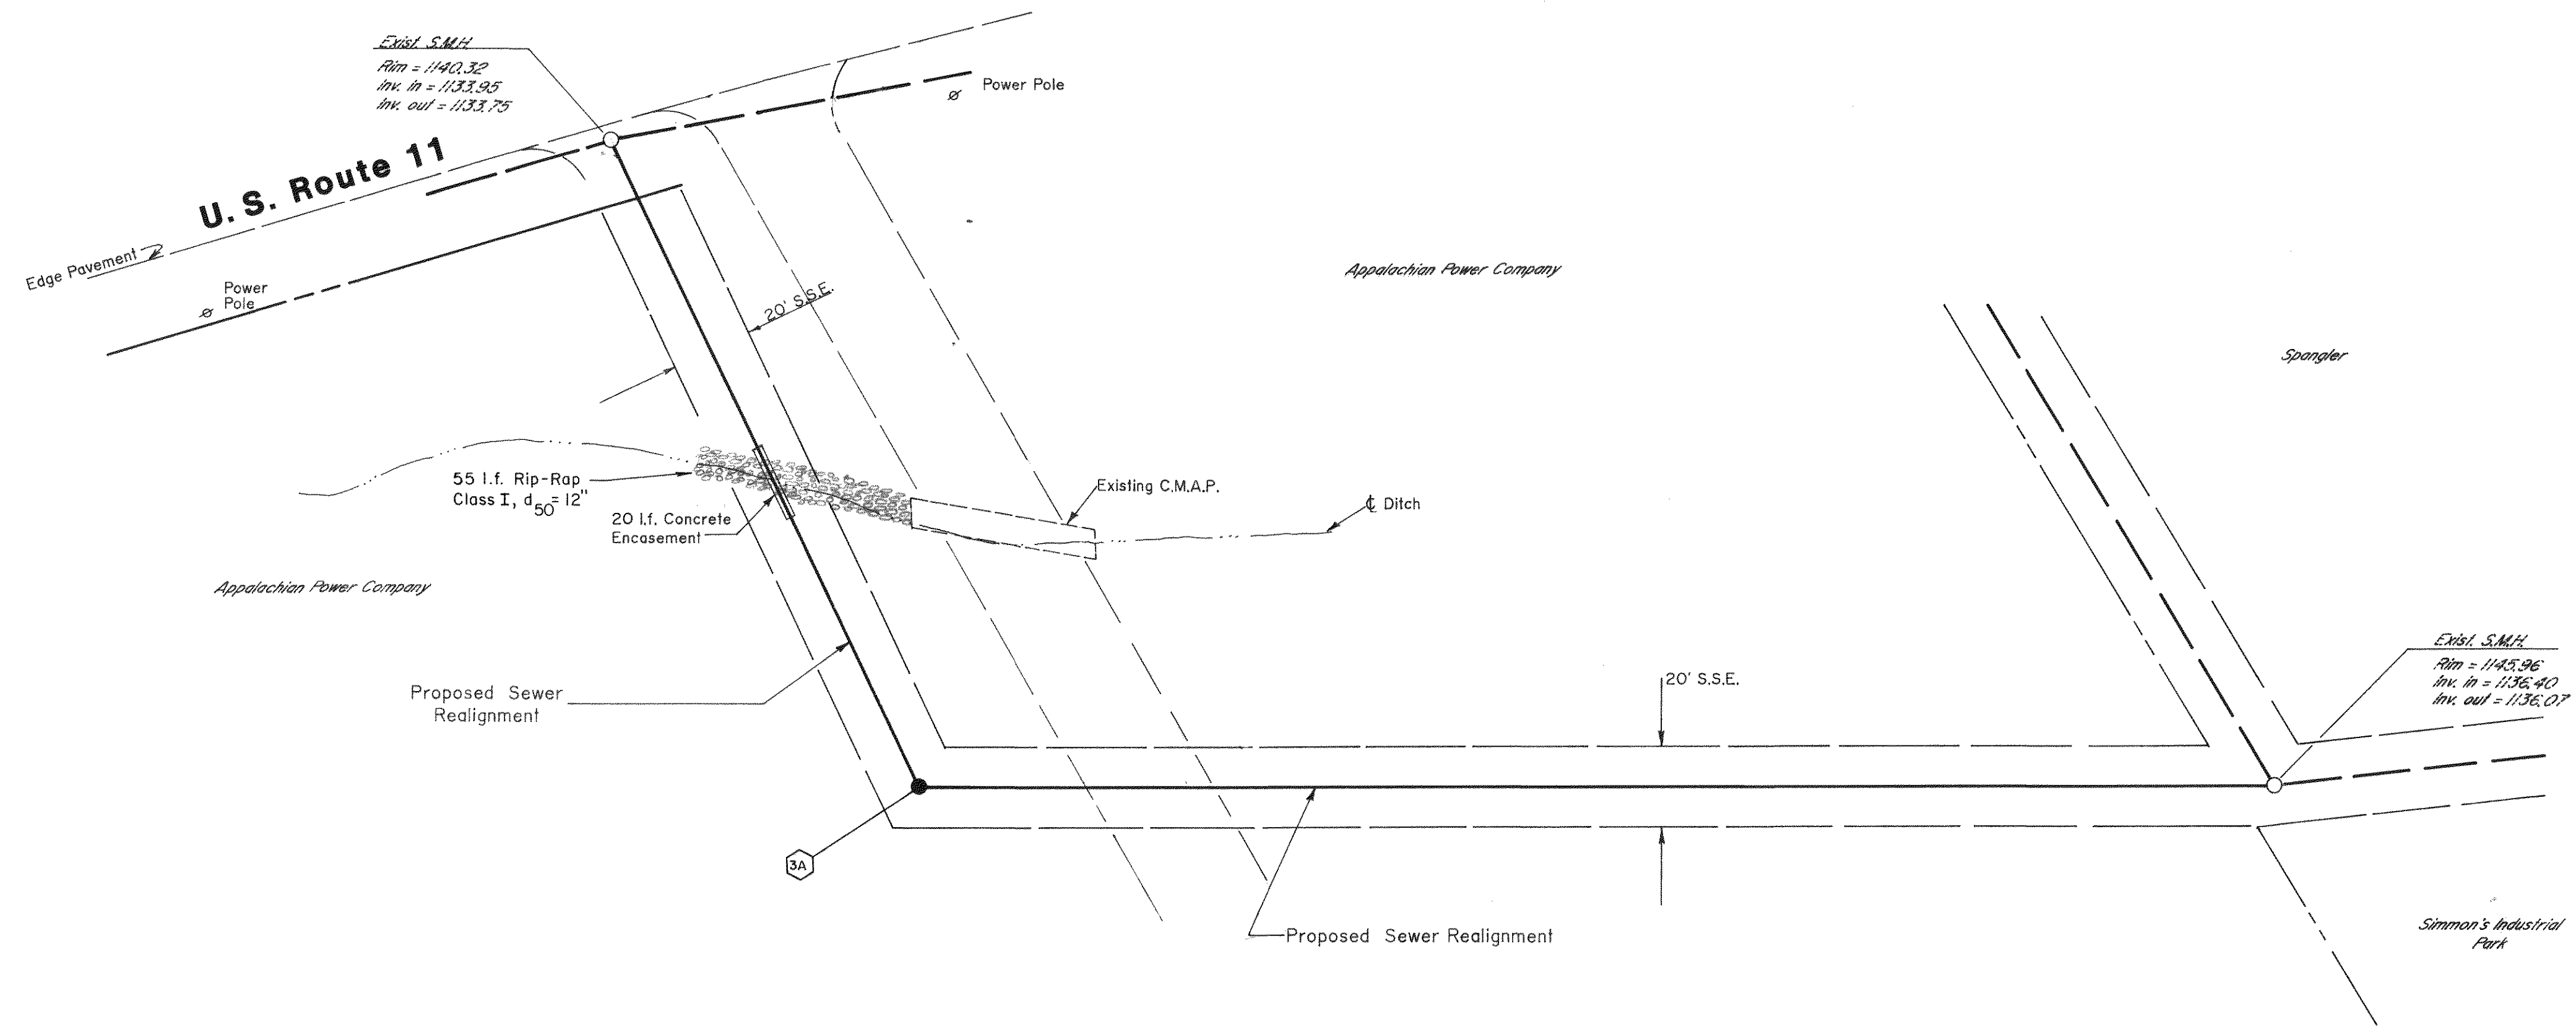 Exist. S.M.H.
Rim = 1140.32
inv. in = 1133.95
inv. out = 1133.75
Power Pole
U. S. Route 11
Edge Pavement
Power
Pole
20' S.S.E.
Appalachian Power Company
Spangler
55 l.f. Rip-Rap
Class I, d50 = 12"
20 l.f. Concrete
Encasement
Existing C.M.A.P.
℄ Ditch
Appalachian Power Company
Proposed Sewer
Realignment
20' S.S.E.
Exist. S.M.H.
Rim = 1145.96
inv. in = 1136.40
inv. out = 1136.07
3A
Proposed Sewer Realignment
Simmon's Industrial
Park